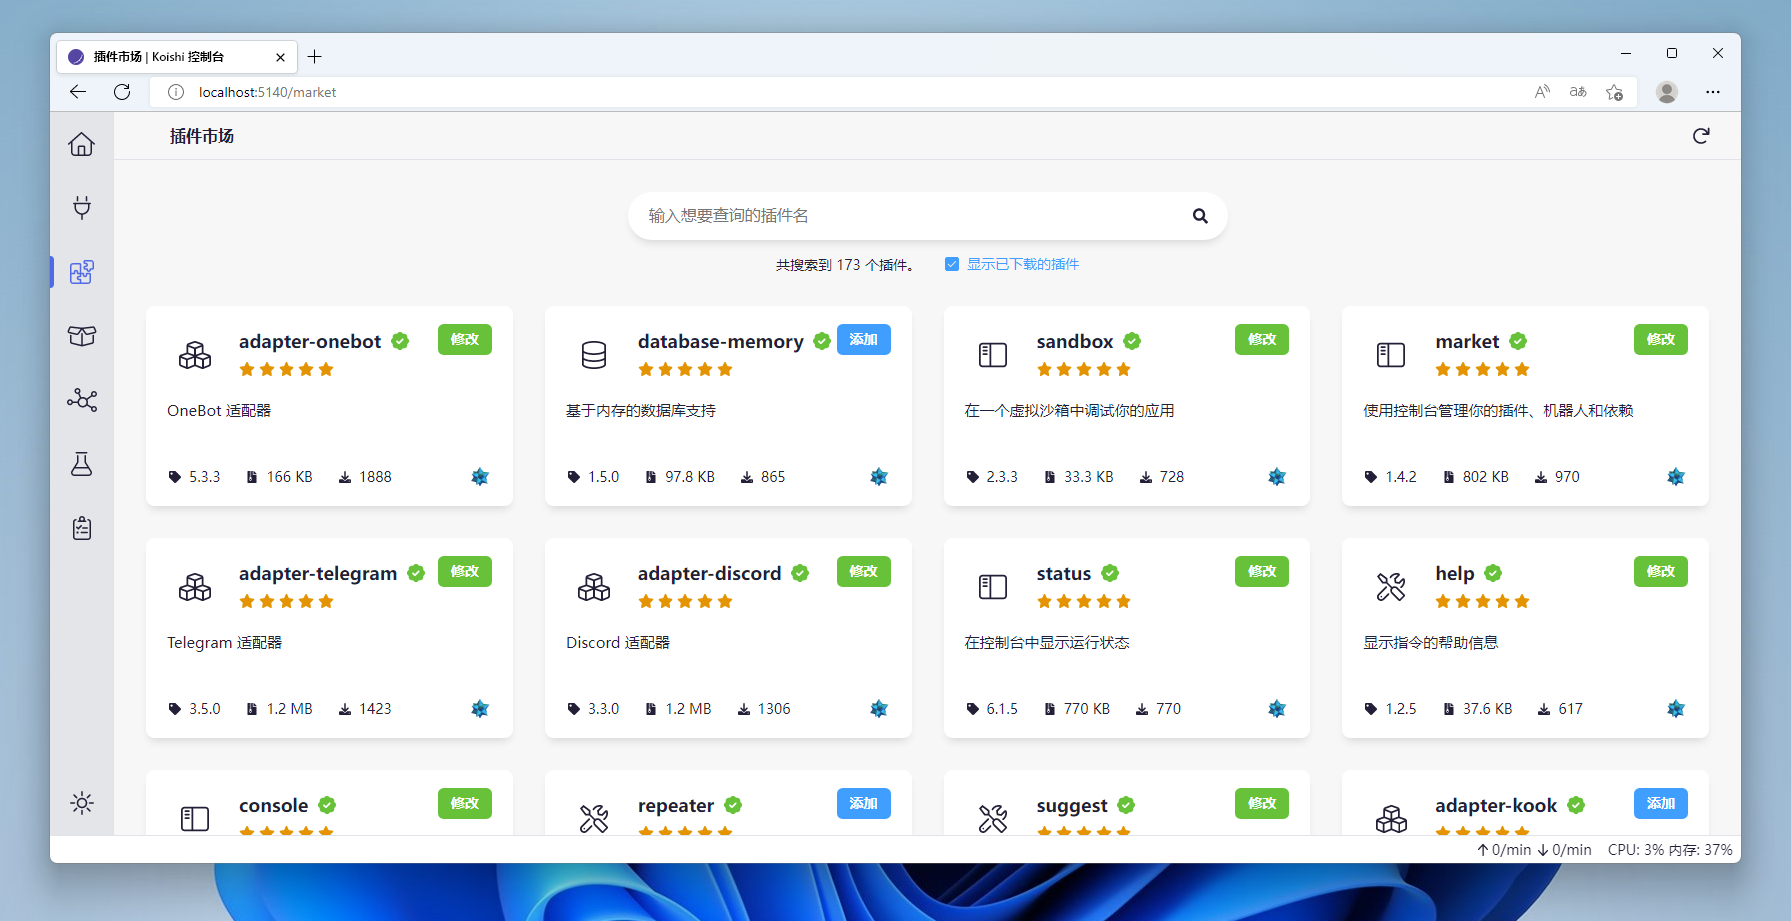 插件市场 | Koishi 控制台
localhost:5140/market
插件市场
输入想要查询的插件名
共搜索到 173 个插件。 显示已下载的插件
adapter-onebot 修改
OneBot 适配器
5.3.3 166 KB 1888
database-memory 添加
基于内存的数据库支持
1.5.0 97.8 KB 865
sandbox 修改
在一个虚拟沙箱中调试你的应用
2.3.3 33.3 KB 728
market 修改
使用控制台管理你的插件、机器人和依赖
1.4.2 802 KB 970
adapter-telegram 修改
Telegram 适配器
3.5.0 1.2 MB 1423
adapter-discord 修改
Discord 适配器
3.3.0 1.2 MB 1306
status 修改
在控制台中显示运行状态
6.1.5 770 KB 770
help 修改
显示指令的帮助信息
1.2.5 37.6 KB 617
console 修改
repeater 添加
suggest 修改
adapter-kook 添加
0/min 0/min CPU: 3% 内存: 37%